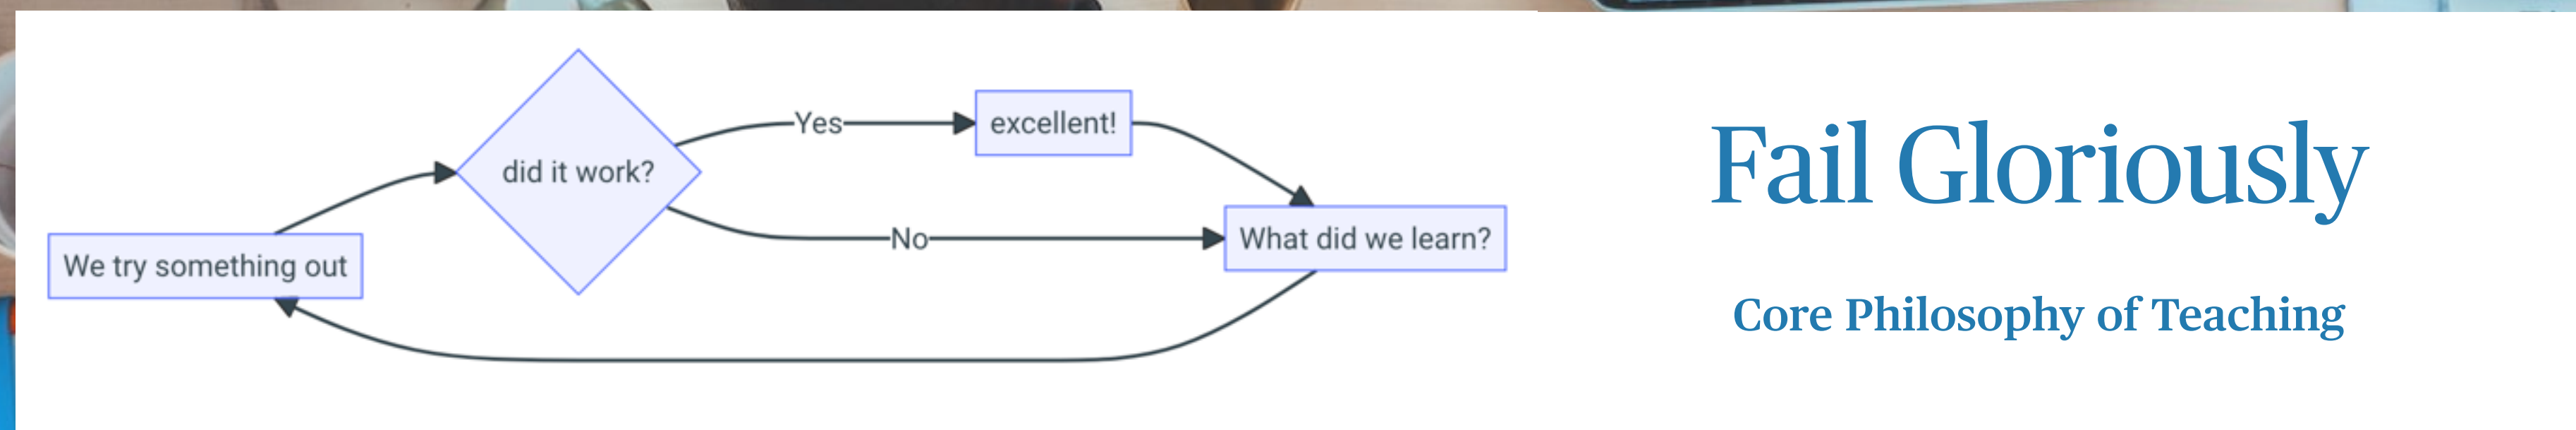 We try something out
did it work?
Yes
excellent!
No
What did we learn?
Fail Gloriously
Core Philosophy of Teaching